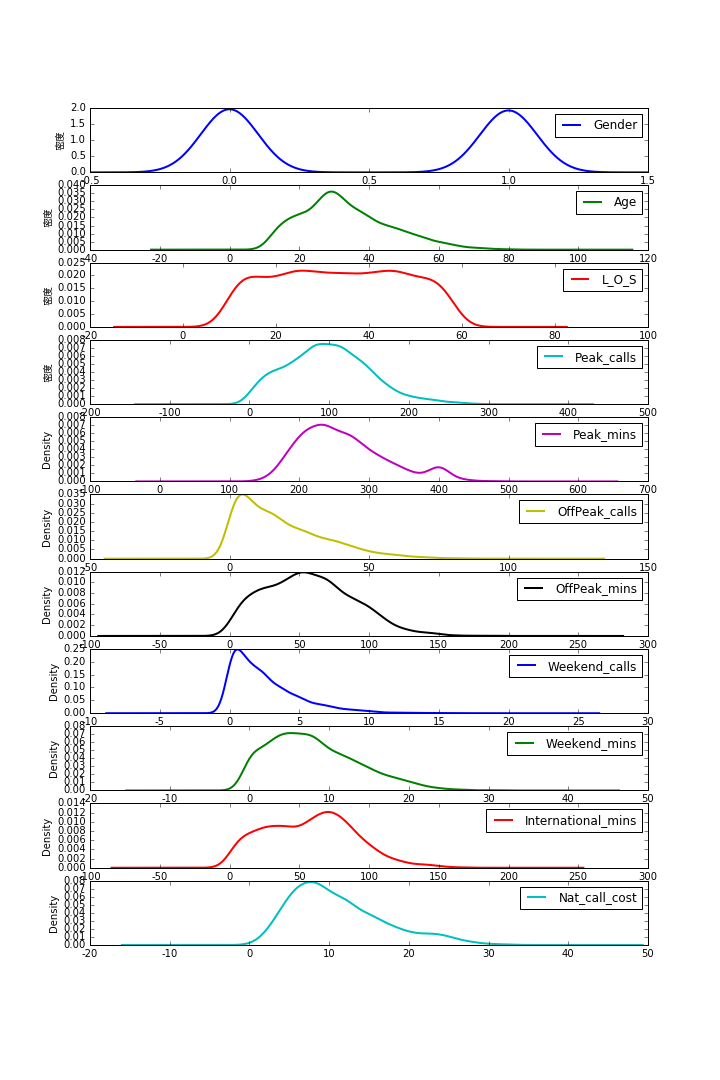 2.0
1.5
1.0
0.5
0.0
密度
Gender
-0.5 0.0 0.5 1.0 1.5
0.040
0.035
0.030
0.025
0.020
0.015
0.010
0.005
0.000
密度
Age
-40 -20 0 20 40 60 80 100 120
0.025
0.020
0.015
0.010
0.005
0.000
密度
L_O_S
-20 0 20 40 60 80 100
0.008
0.007
0.006
0.005
0.004
0.003
0.002
0.001
0.000
密度
Peak_calls
-200 -100 0 100 200 300 400 500
0.008
0.007
0.006
0.005
0.004
0.003
0.002
0.001
0.000
Density
Peak_mins
-100 0 100 200 300 400 500 600 700
0.035
0.030
0.025
0.020
0.015
0.010
0.005
0.000
Density
OffPeak_calls
-50 0 50 100 150
0.012
0.010
0.008
0.006
0.004
0.002
0.000
Density
OffPeak_mins
-100 -50 0 50 100 150 200 250 300
0.25
0.20
0.15
0.10
0.05
0.00
Density
Weekend_calls
-10 -5 0 5 10 15 20 25 30
0.08
0.07
0.06
0.05
0.04
0.03
0.02
0.01
0.00
Density
Weekend_mins
-20 -10 0 10 20 30 40 50
0.014
0.012
0.010
0.008
0.006
0.004
0.002
0.000
Density
International_mins
-100 -50 0 50 100 150 200 250 300
0.08
0.07
0.06
0.05
0.04
0.03
0.02
0.01
0.00
Density
Nat_call_cost
-20 -10 0 10 20 30 40 50